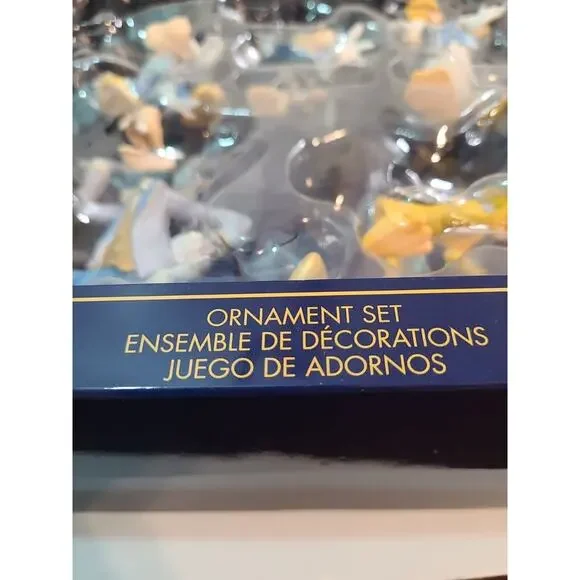 ORNAMENT SET
ENSEMBLE DE DÉCORATIONS
JUEGO DE ADORNOS